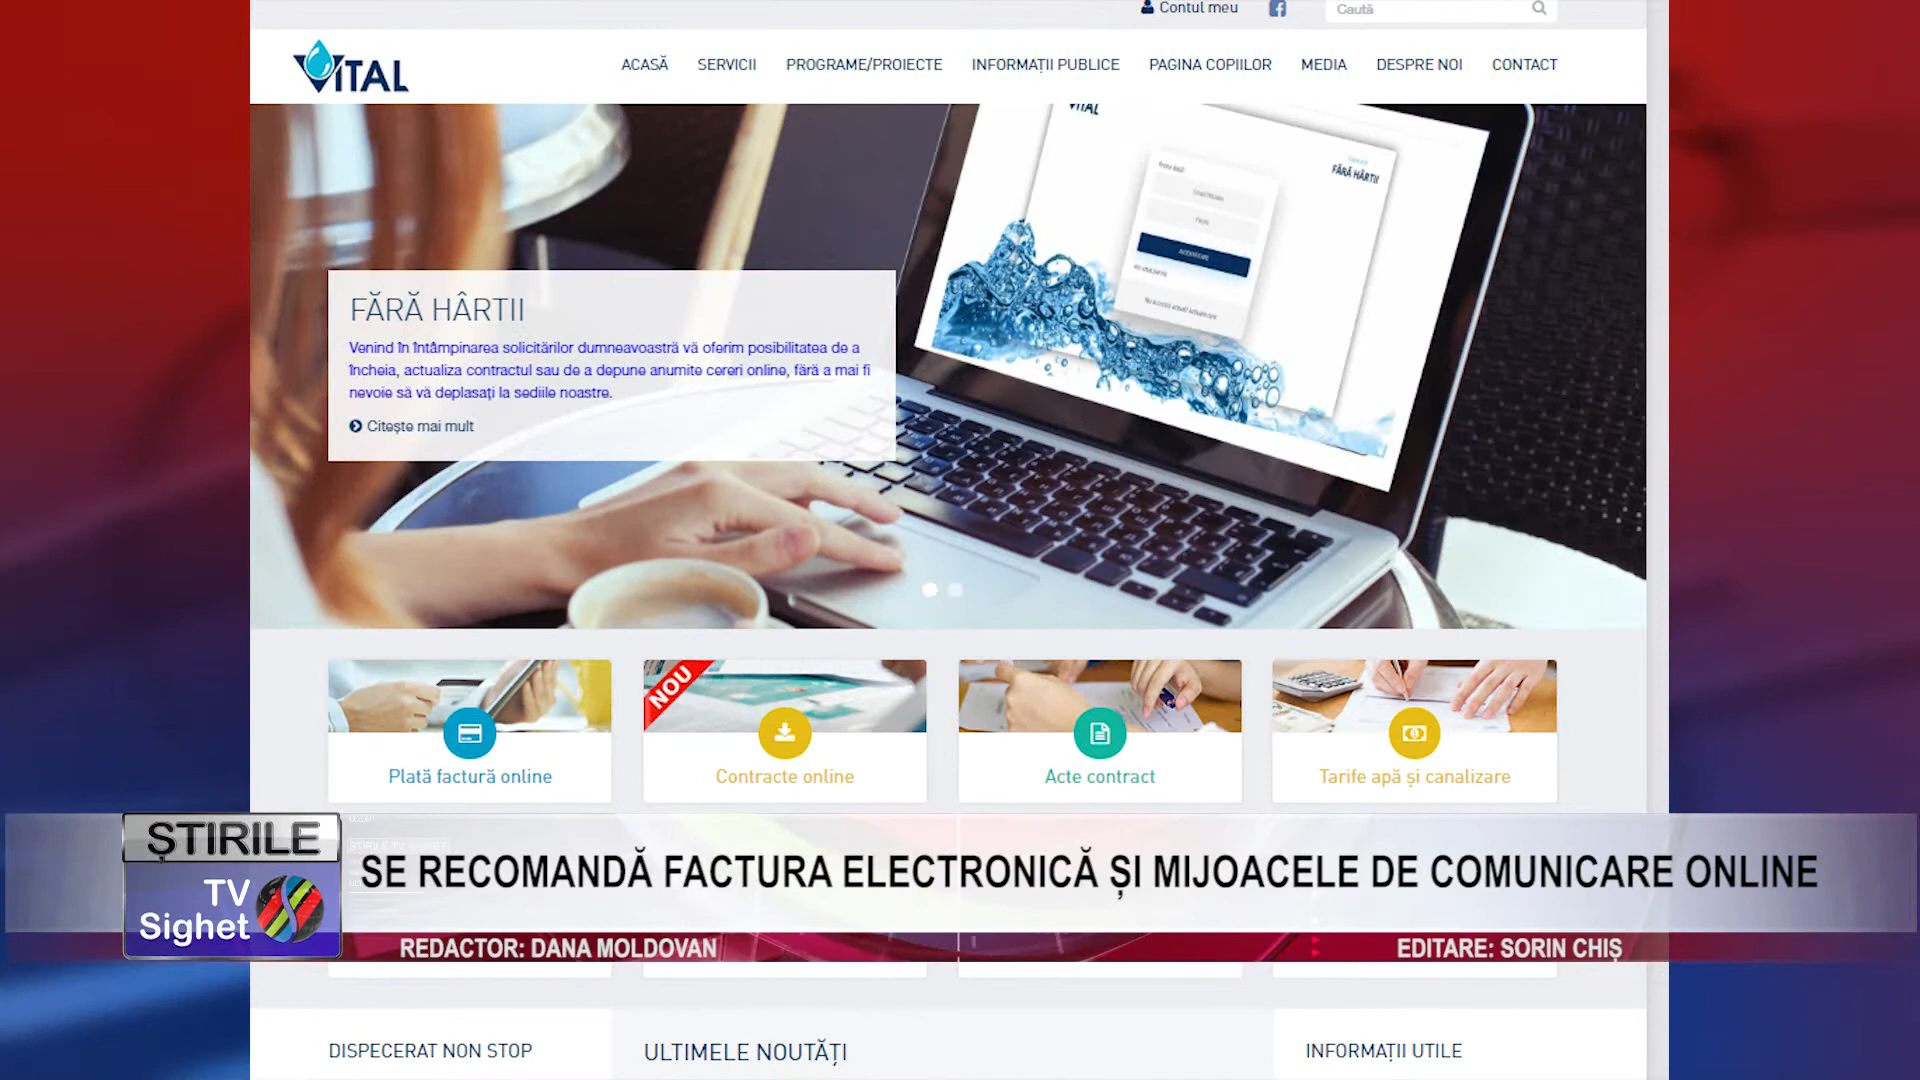 Contul meu
Caută
VITAL
ACASĂ SERVICII PROGRAME/PROIECTE INFORMAȚII PUBLICE PAGINA COPIILOR MEDIA DESPRE NOI CONTACT
FĂRĂ HÂRTII
FĂRĂ HÂRTII
Venind în întâmpinarea solicitărilor dumneavoastră vă oferim posibilitatea de a
încheia, actualiza contractul sau de a depune anumite cereri online, fără a mai fi
nevoie să vă deplasați la sediile noastre.
Citește mai mult
NOU
Plată factură online
Contracte online
Acte contract
Tarife apă și canalizare
ȘTIRILE
TV
Sighet
SE RECOMANDĂ FACTURA ELECTRONICĂ ȘI MIJOACELE DE COMUNICARE ONLINE
REDACTOR: DANA MOLDOVAN
EDITARE: SORIN CHIȘ
DISPECERAT NON STOP
ULTIMELE NOUTĂȚI
INFORMAȚII UTILE